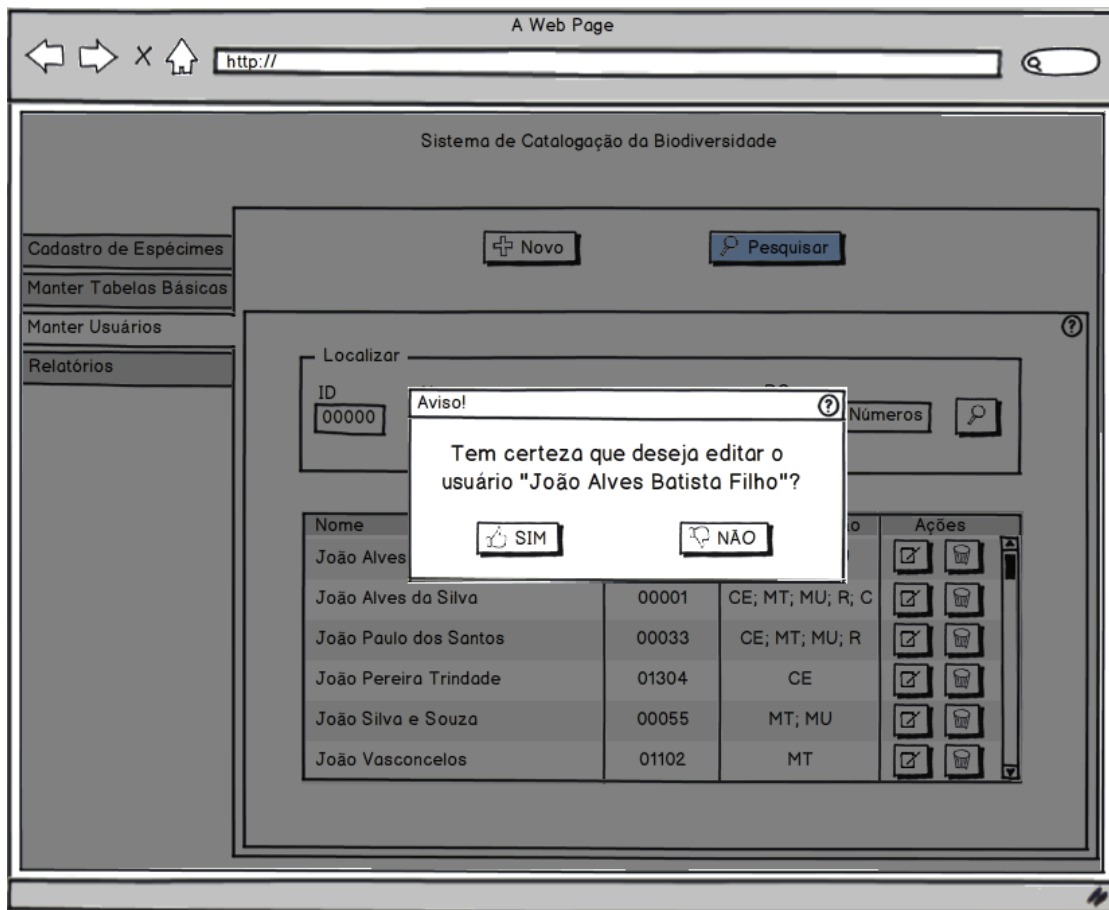 A Web Page
http://
Sistema de Catalogação da Biodiversidade
Novo
Pesquisar
Cadastro de Espécimes
Manter Tabelas Básicas
Manter Usuários
Relatórios
Localizar
ID
00000
Números
Aviso!
Tem certeza que deseja editar o
usuário "João Alves Batista Filho"?
SIM
NÃO
Nome
Ações
João Alves
João Alves da Silva 00001 CE; MT; MU; R; C
João Paulo dos Santos 00033 CE; MT; MU; R
João Pereira Trindade 01304 CE
João Silva e Souza 00055 MT; MU
João Vasconcelos 01102 MT